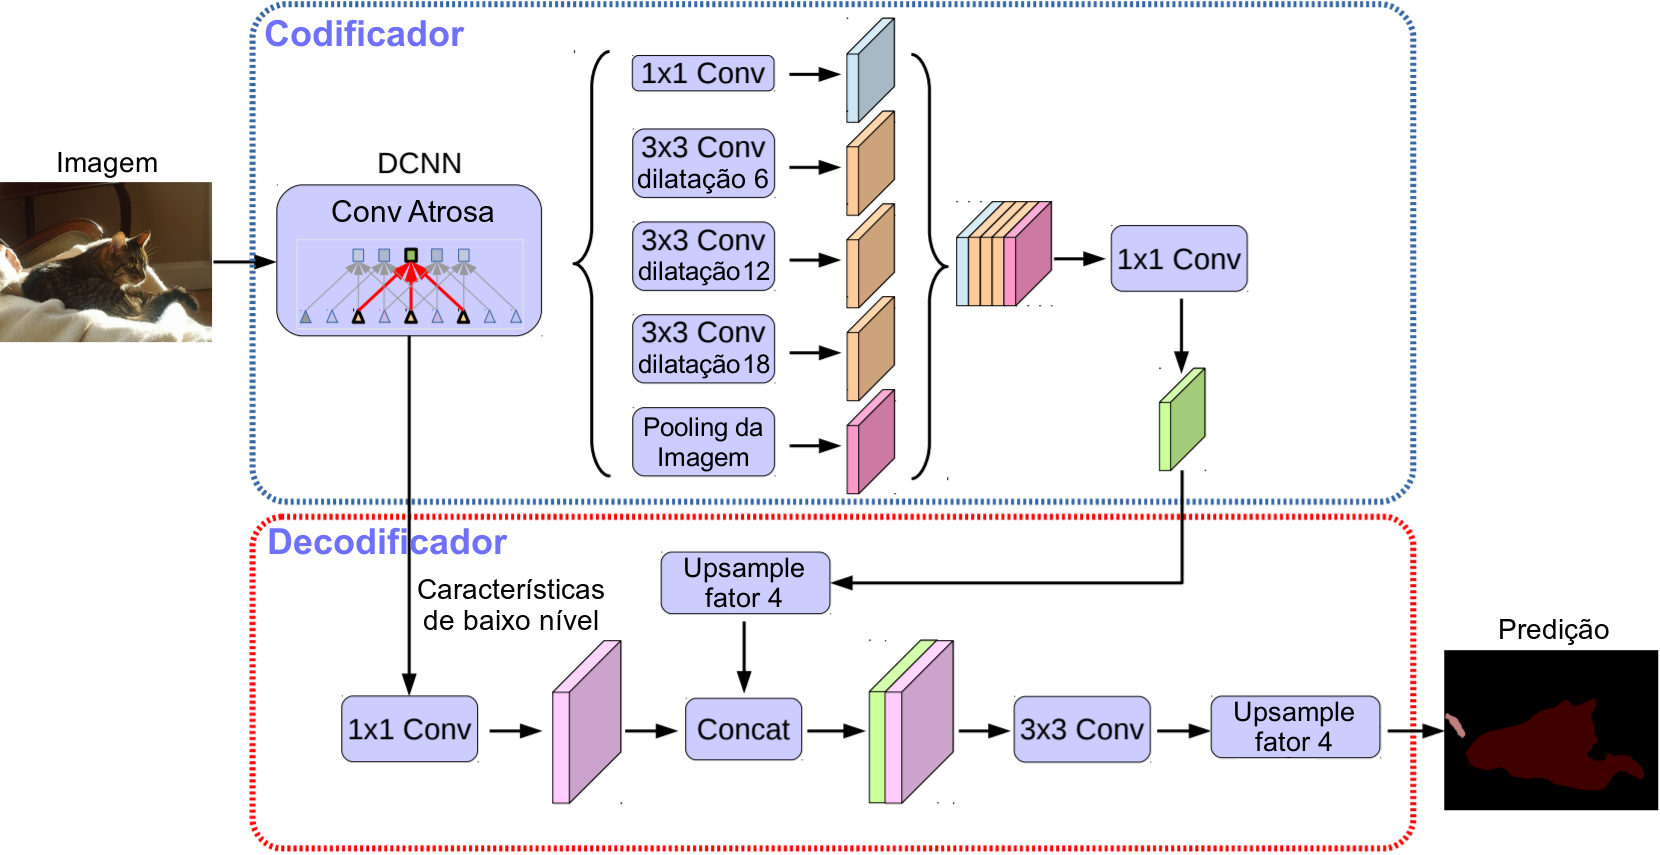 Codificador
Imagem
DCNN
Conv Atrosa
1x1 Conv
3x3 Conv
dilatação 6
3x3 Conv
dilatação 12
3x3 Conv
dilatação 18
Pooling da
Imagem
1x1 Conv
Decodificador
Características
de baixo nível
Upsample
fator 4
1x1 Conv
Concat
3x3 Conv
Upsample
fator 4
Predição